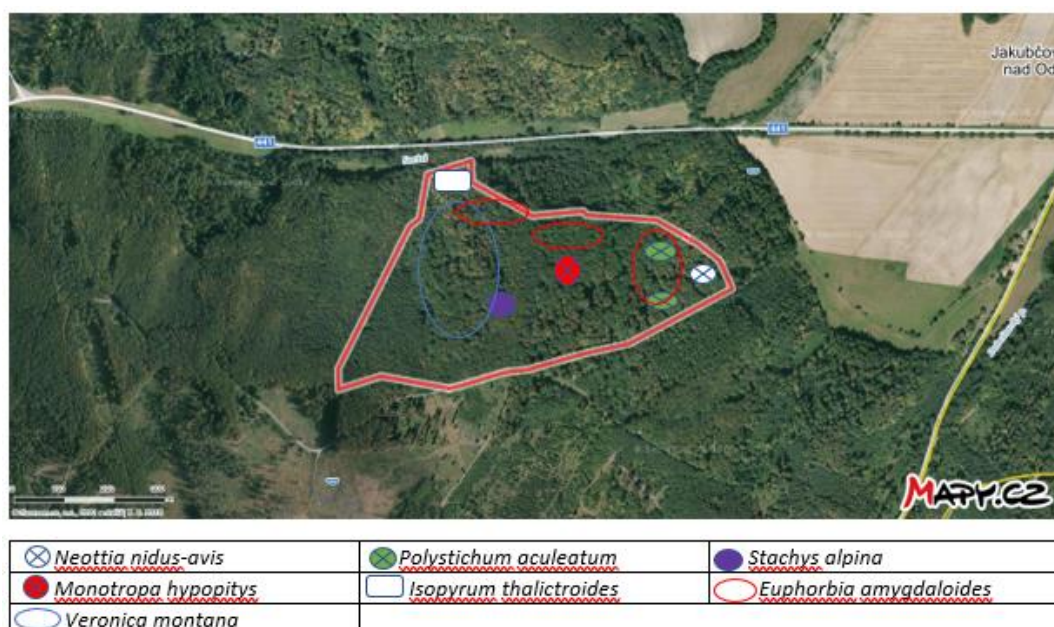 Jakubčov
nad Od
441
441
MAPY.CZ
Neottia nidus-avis
Polystichum aculeatum
Stachys alpina
Monotropa hypopitys
Isopyrum thalictroides
Euphorbia amygdaloides
Veronica montana